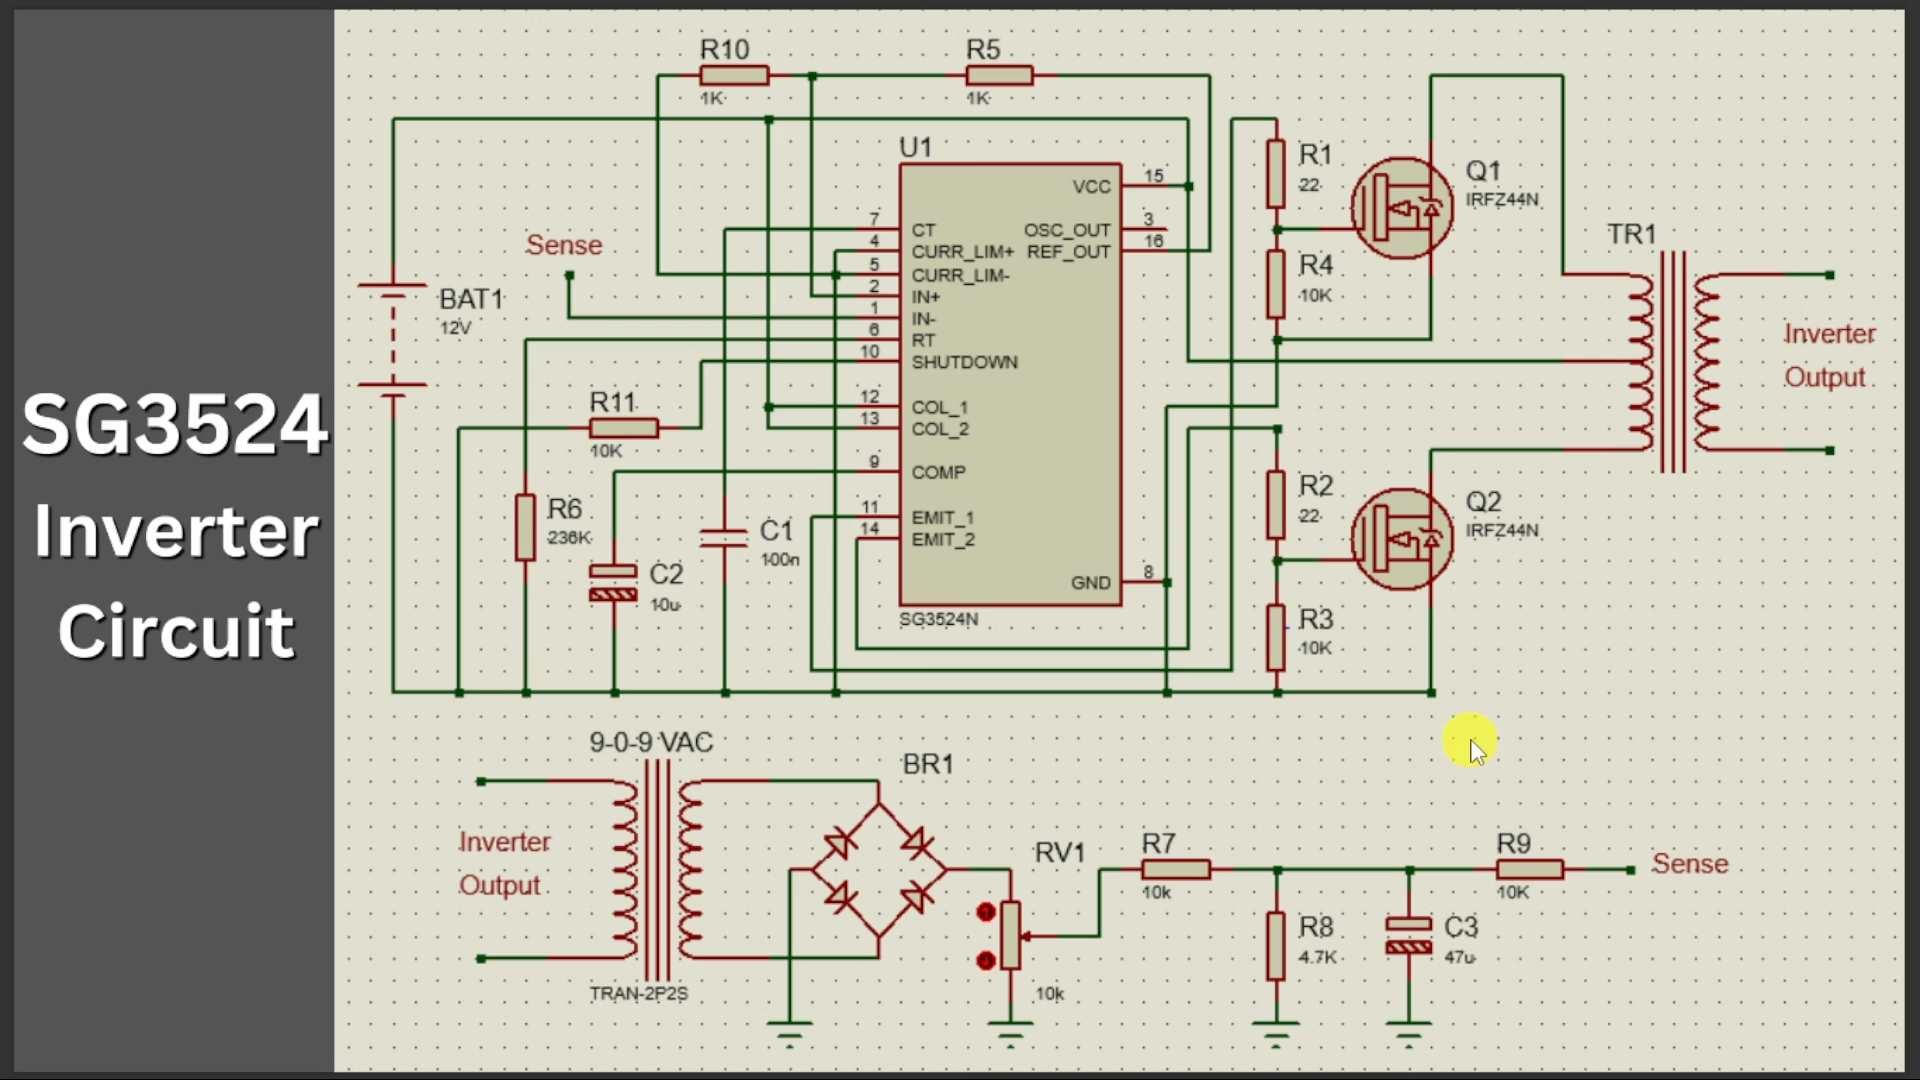 SG3524
Inverter
Circuit
R10
1K
R5
1K
U1
SG3524N
7
CT
4
CURR_LIM+
5
CURR_LIM-
2
IN+
1
IN-
6
RT
10
SHUTDOWN
12
COL_1
13
COL_2
9
COMP
11
EMIT_1
14
EMIT_2
VCC
15
OSC_OUT
3
REF_OUT
16
GND
8
Sense
BAT1
12V
R11
10K
R6
236K
C2
10u
C1
100n
R1
22
R4
10K
R2
22
R3
10K
Q1
IRFZ44N
Q2
IRFZ44N
TR1
Inverter
Output
9-0-9 VAC
Inverter
Output
TRAN-2P2S
BR1
RV1
10k
R7
10k
R8
4.7K
C3
47u
R9
10K
Sense